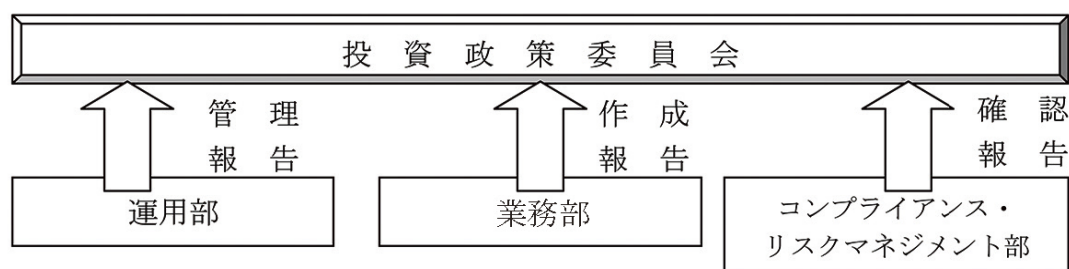 投資政策委員会
管理
報告
作成
報告
確認
報告
運用部
業務部
コンプライアンス・
リスクマネジメント部